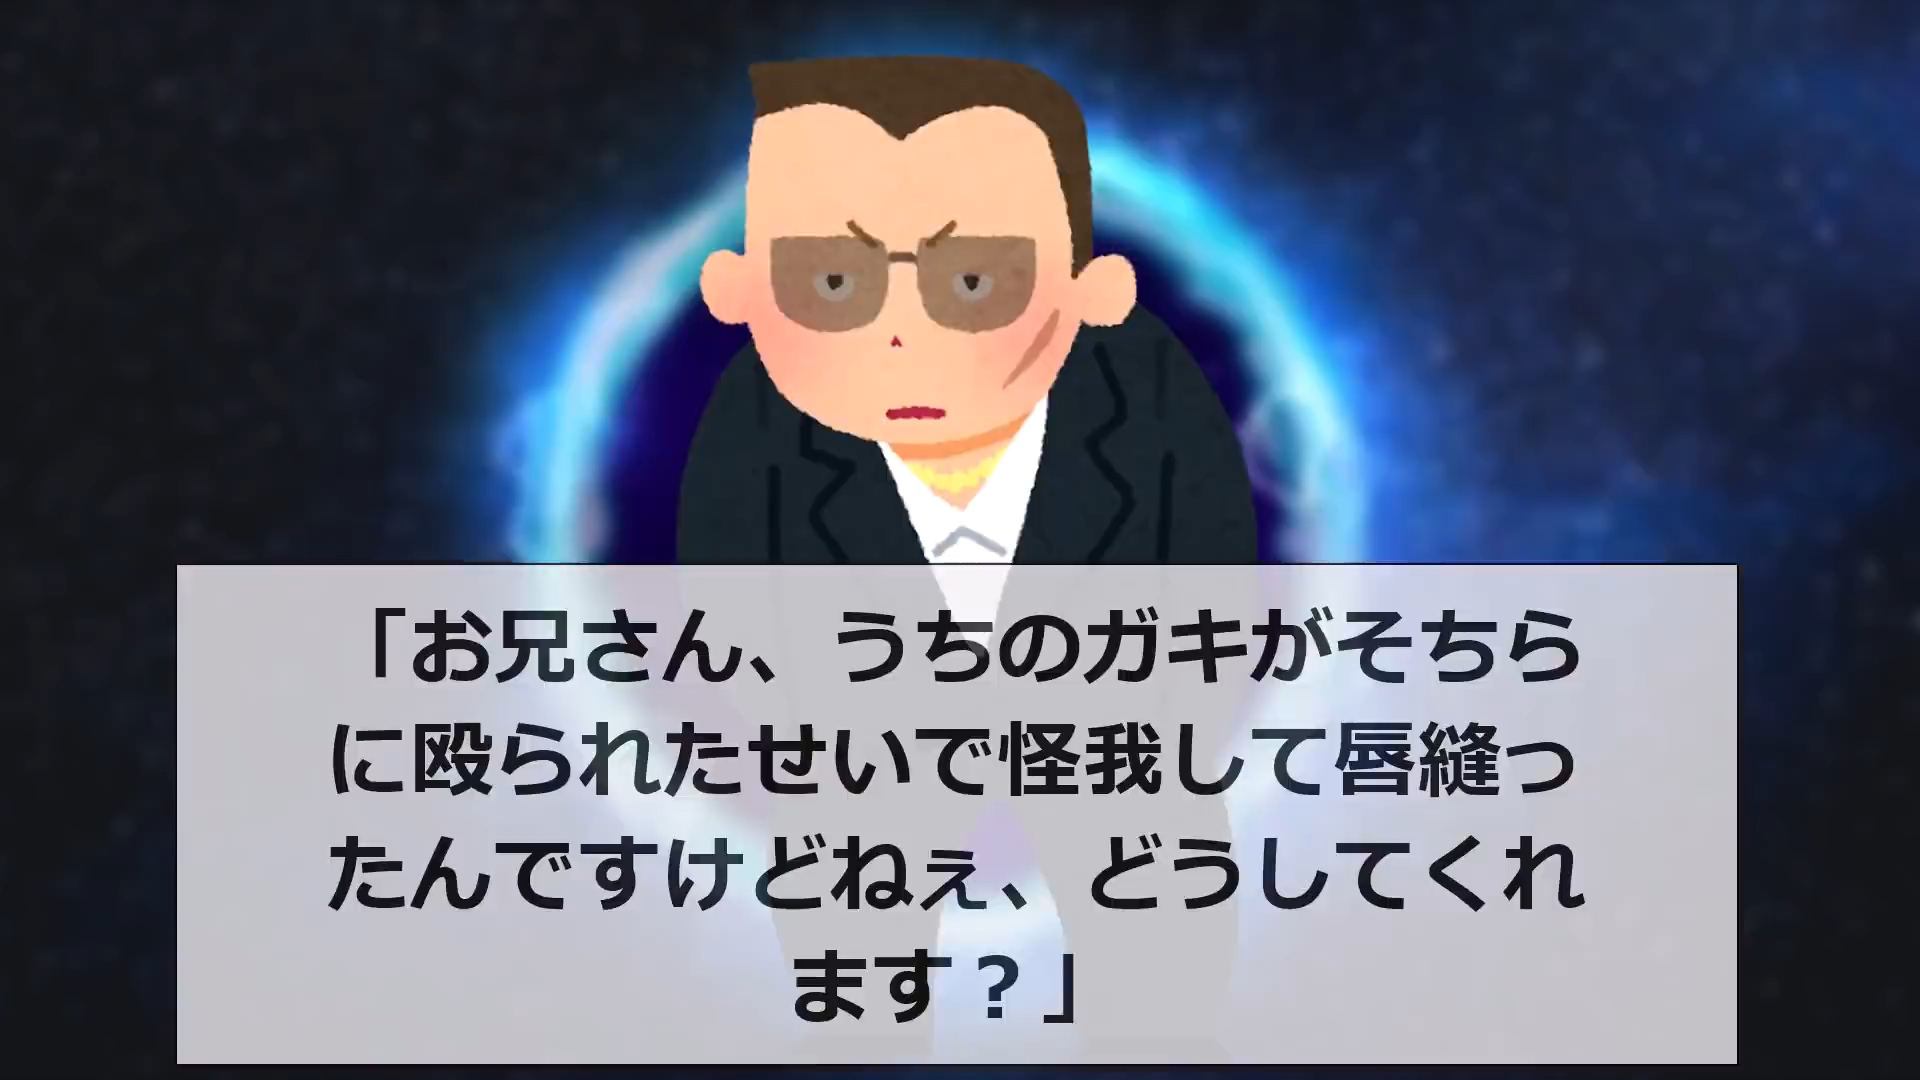 「お兄さん、うちのガキがそちら
に殴られたせいで怪我して唇縫っ
たんですけどねぇ、どうしてくれ
ます？」